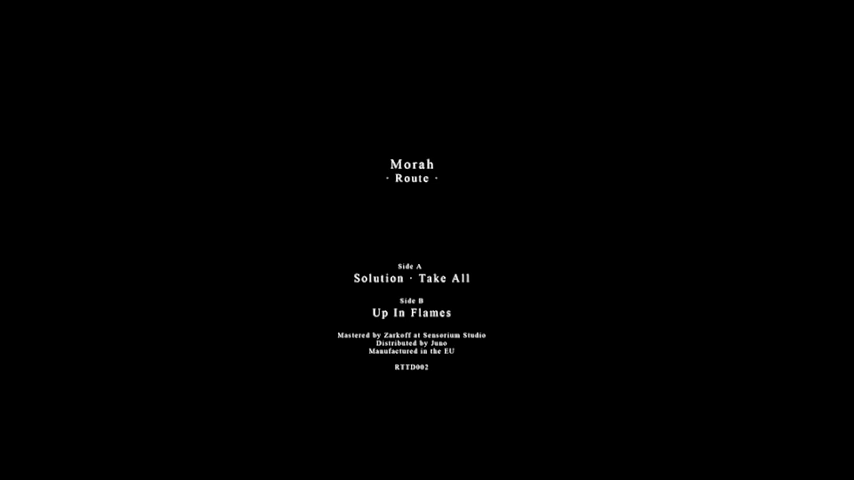 Morah
· Route ·
Side A
Solution · Take All
Side B
Up In Flames
Mastered by Zarkoff at Sensorium Studio
Distributed by Juno
Manufactured in the EU
RTTD002